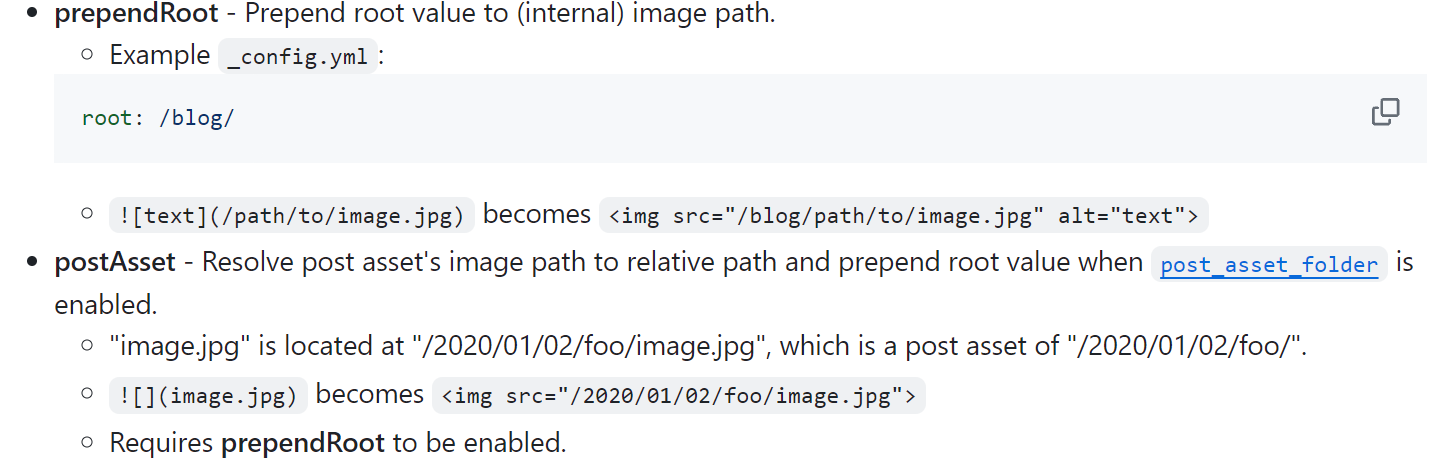 prependRoot - Prepend root value to (internal) image path.
Example _config.yml :
root: /blog/
![text](/path/to/image.jpg) becomes <img src="/blog/path/to/image.jpg" alt="text">
postAsset - Resolve post asset's image path to relative path and prepend root value when post_asset_folder is
enabled.
"image.jpg" is located at "/2020/01/02/foo/image.jpg", which is a post asset of "/2020/01/02/foo/".
![](image.jpg) becomes <img src="/2020/01/02/foo/image.jpg">
Requires prependRoot to be enabled.